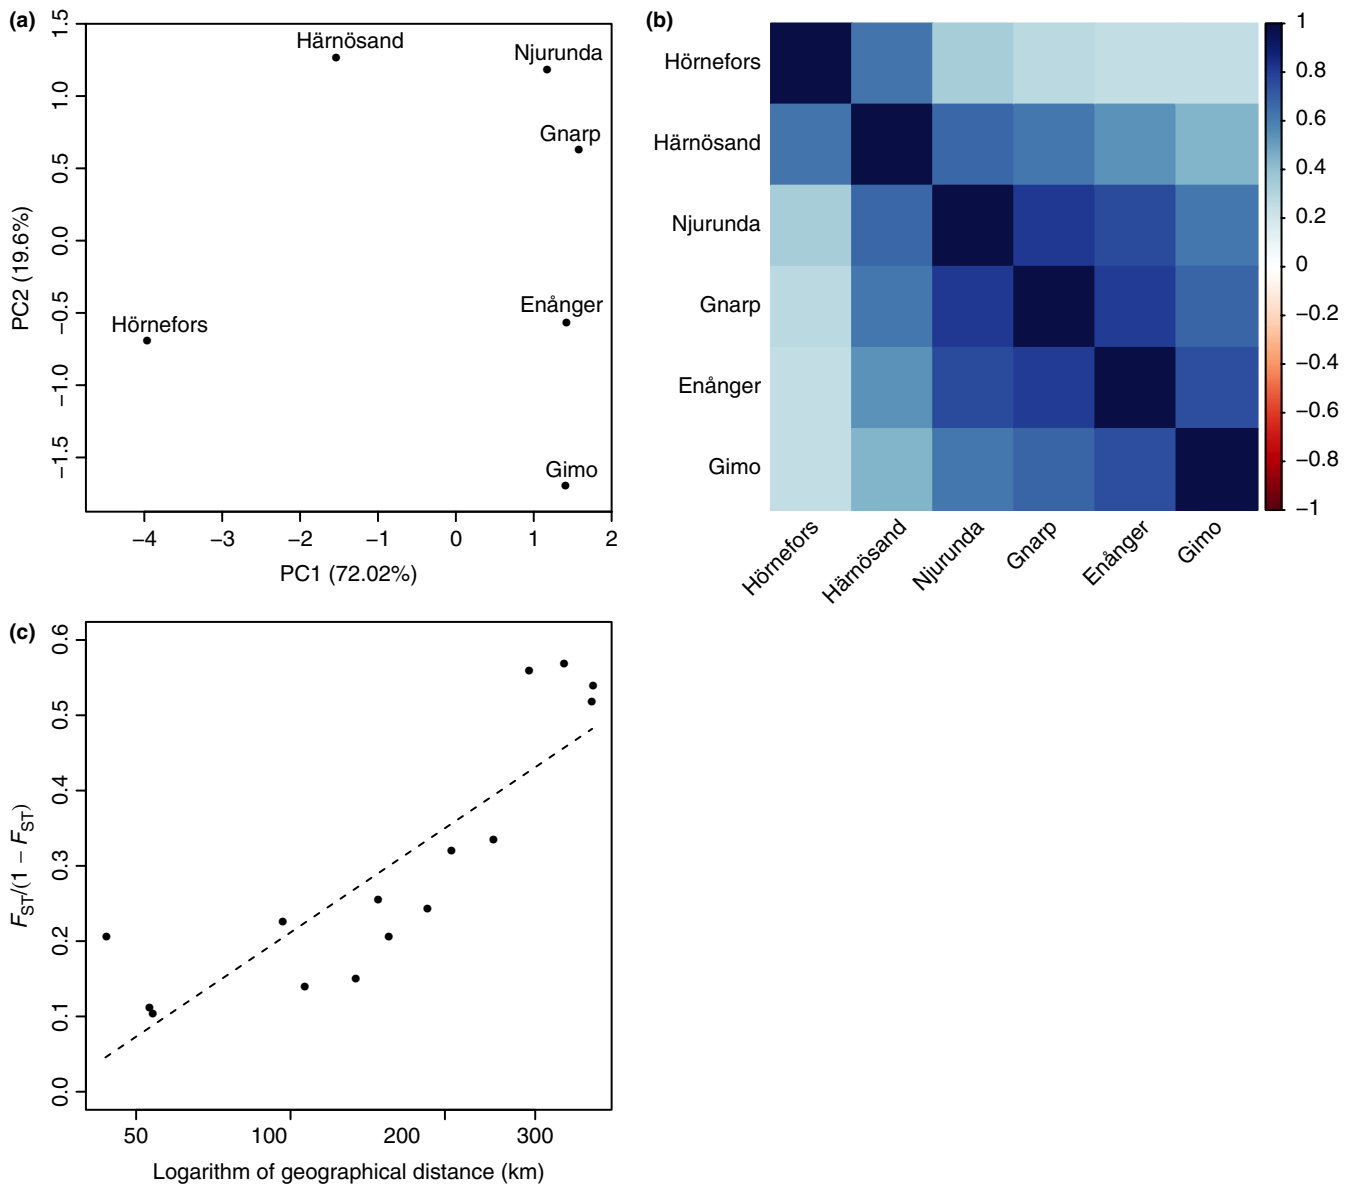 (a)
1.5
1.0
0.5
0.0
−0.5
−1.0
−1.5
PC2 (19.6%)
Härnösand
Njurunda
Gnarp
Enånger
Hörnefors
Gimo
−4
−3
−2
−1
0
1
2
PC1 (72.02%)
(b)
Hörnefors
Härnösand
Njurunda
Gnarp
Enånger
Gimo
Hörnefors
Härnösand
Njurunda
Gnarp
Enånger
Gimo
1
0.8
0.6
0.4
0.2
0
−0.2
−0.4
−0.6
−0.8
−1
(c)
0.6
0.5
0.4
0.3
0.2
0.1
0.0
FST/(1 − FST)
50
100
200
300
Logarithm of geographical distance (km)